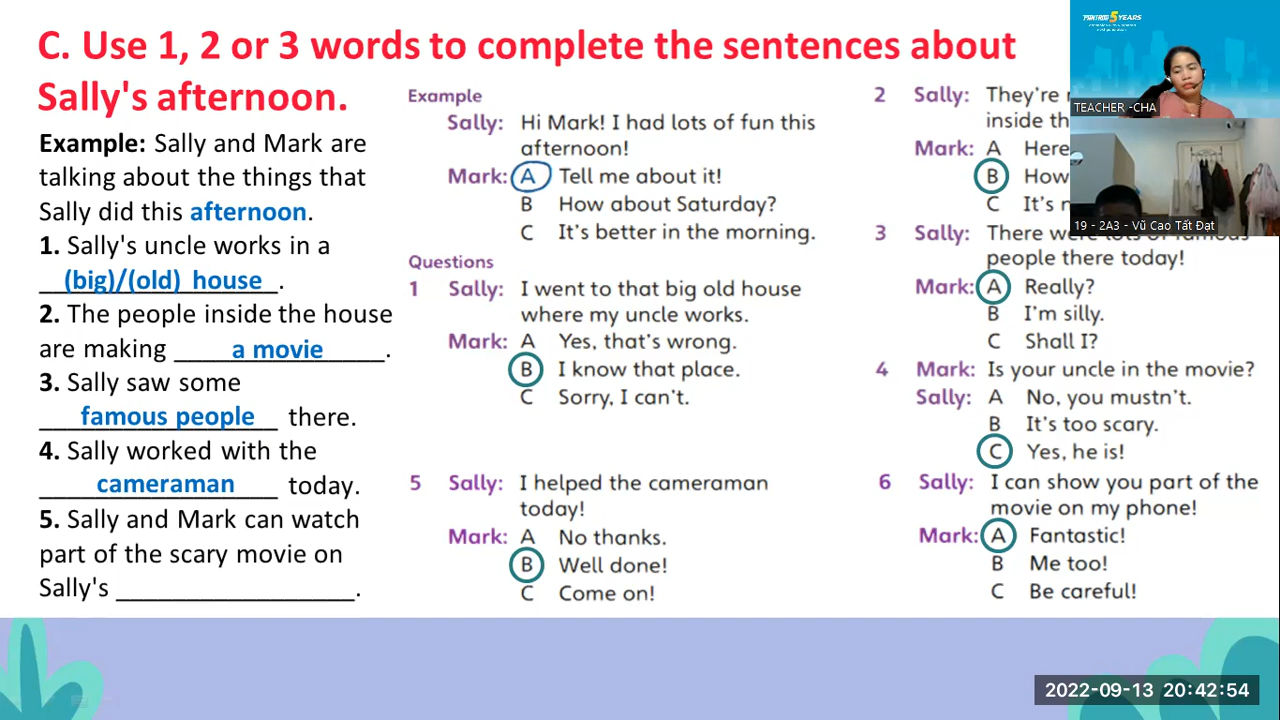 C. Use 1, 2 or 3 words to complete the sentences about
Sally's afternoon.
Example: Sally and Mark are
talking about the things that
Sally did this afternoon.
1. Sally's uncle works in a
(big)/(old) house.
2. The people inside the house
are making a movie.
3. Sally saw some
famous people there.
4. Sally worked with the
cameraman today.
5. Sally and Mark can watch
part of the scary movie on
Sally's ________________.
Example
Sally: Hi Mark! I had lots of fun this
afternoon!
Mark: A Tell me about it!
B How about Saturday?
C It's better in the morning.
Questions
1 Sally: I went to that big old house
where my uncle works.
Mark: A Yes, that's wrong.
B I know that place.
C Sorry, I can't.
5 Sally: I helped the cameraman
today!
Mark: A No thanks.
B Well done!
C Come on!
2 Sally: They're
inside
Mark: A Here
B How
C It's
3 Sally: There were lots of famous
people there today!
Mark: A Really?
B I'm silly.
C Shall I?
4 Mark: Is your uncle in the movie?
Sally: A No, you mustn't.
B It's too scary.
C Yes, he is!
6 Sally: I can show you part of the
movie on my phone!
Mark: A Fantastic!
B Me too!
C Be careful!
5 YEARS
TEACHER -CHA
19 - 2A3 - Vũ Cao Tất Đạt
2022-09-13 20:42:54